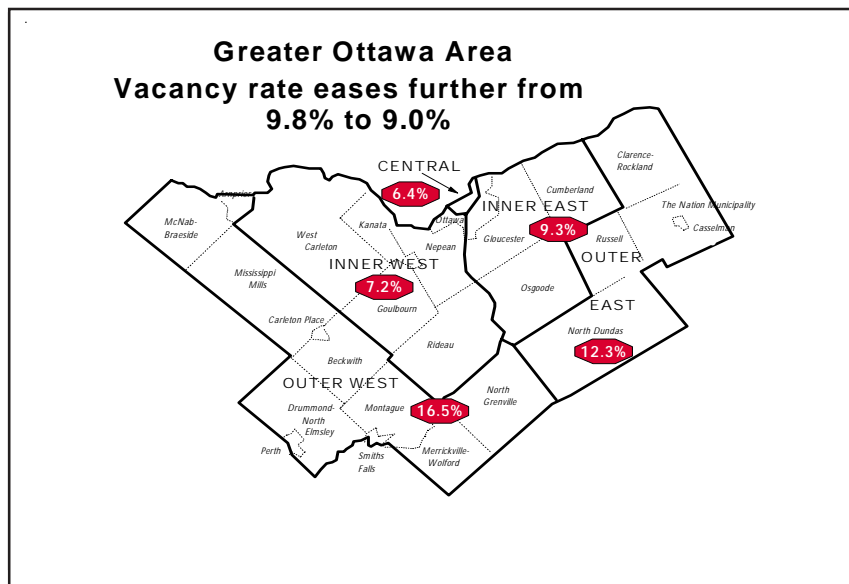 Greater Ottawa Area
Vacancy rate eases further from
9.8% to 9.0%
CENTRAL
6.4%
Clarence-
Rockland
Cumberland
Arnprior
McNab-
Braeside
West
Carleton
Kanata
Ottawa
Nepean
INNER EAST
Gloucester
9.3%
The Nation Municipality
Casselman
Russell
OUTER
EAST
INNER WEST
7.2%
Mississippi
Mills
Goulbourn
Osgoode
Carleton Place
Rideau
North Dundas
12.3%
Beckwith
OUTER WEST
Drummond-
North
Elmsley
Montague
16.5%
North
Grenville
Perth
Smiths
Falls
Merrickville-
Wolford